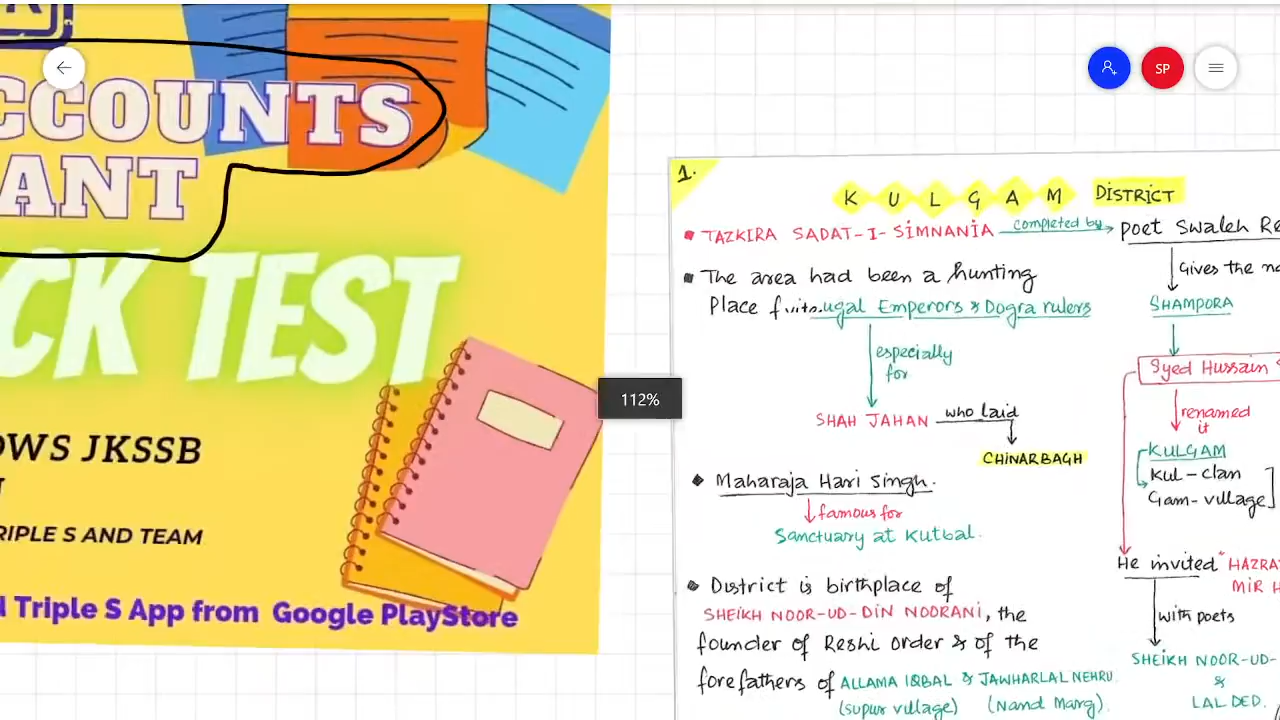 CCOUNTS
ANT
CK TEST
OWS JKSSB
RIPLE S AND TEAM
Triple S App from Google PlayStore
SP
112%
1.
KULGAM DISTRICT
TAZKIRA SADAT-I-SIMNANIA completed by poet Swaleh Re
The area had been a hunting
Place f ugal Emperors & Dogra rulers
especially
for
SHAH JAHAN who laid
CHINARBAGH
Maharaja Hari Singh.
famous for
Sanctuary at Kutbal.
District is birthplace of
SHEIKH NOOR-UD-DIN NOORANI, the
founder of Reshi Order & of the
forefathers of ALLAMA IQBAL & JAWHARLAL NEHRU
(supur village) (Nand Marg).
Gives the na
SHAMPORA
Syed Hussain
renamed
it
KULGAM
Kul-clan
Gam-village
He invited "HAZRA
MIR H
with poets
SHEIKH NOOR-UD-
&
LAL DED.